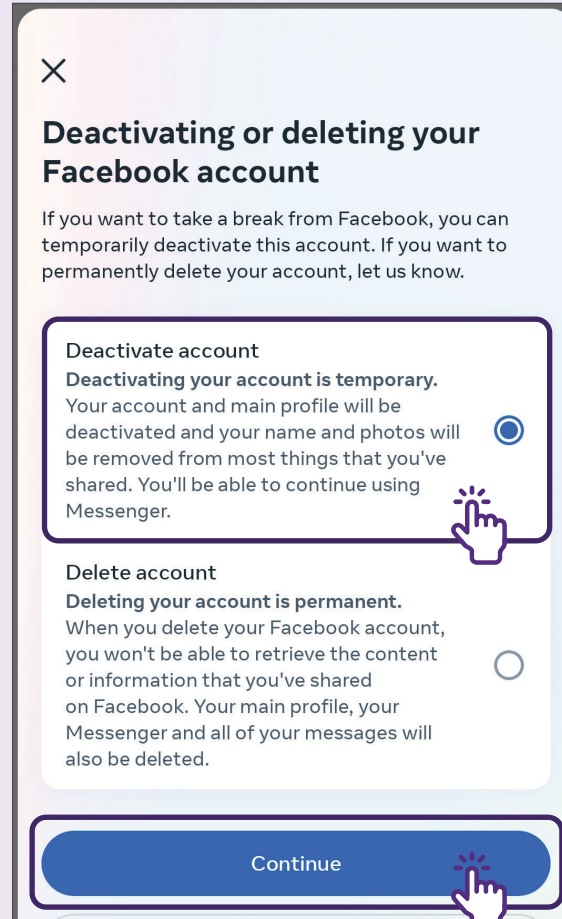 Deactivating or deleting your
Facebook account
If you want to take a break from Facebook, you can
temporarily deactivate this account. If you want to
permanently delete your account, let us know.
Deactivate account
Deactivating your account is temporary.
Your account and main profile will be
deactivated and your name and photos will
be removed from most things that you've
shared. You'll be able to continue using
Messenger.
Delete account
Deleting your account is permanent.
When you delete your Facebook account,
you won't be able to retrieve the content
or information that you've shared
on Facebook. Your main profile, your
Messenger and all of your messages will
also be deleted.
Continue